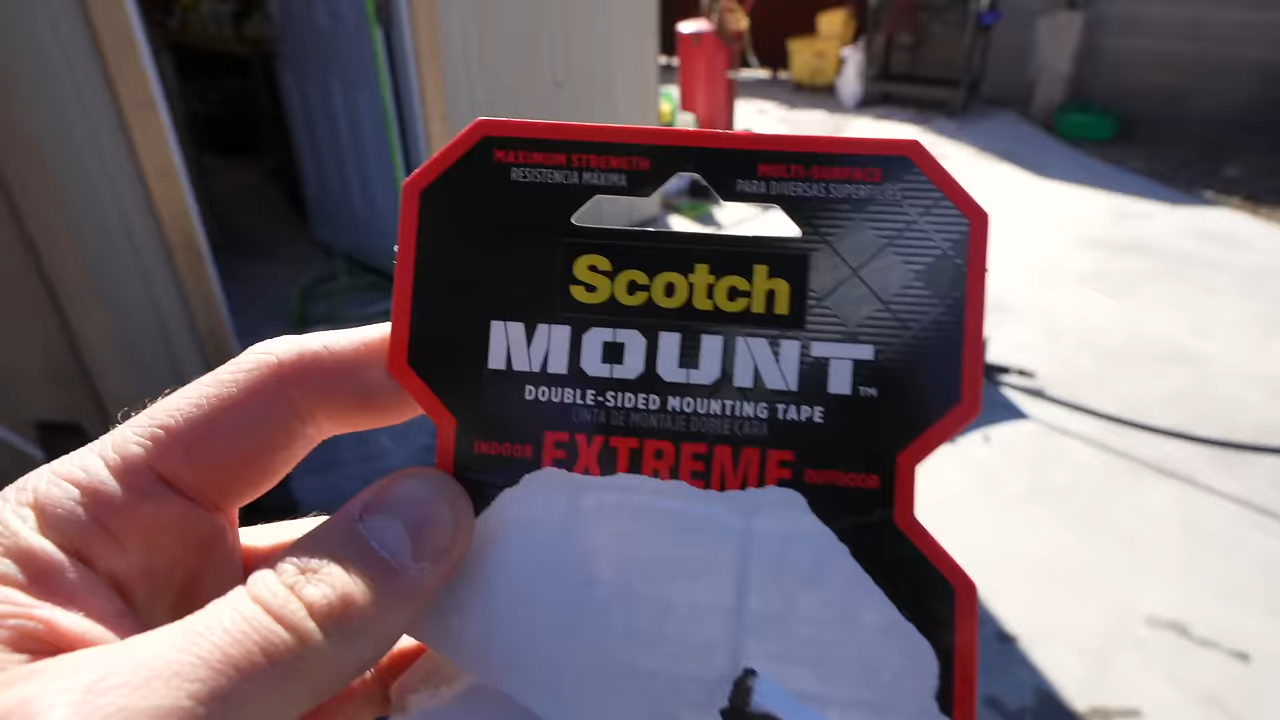 MAXIMUM STRENGTH
RESISTENCIA MÁXIMA
MULTI-SURFACE
PARA DIVERSAS SUPERFICIES
Scotch
MOUNT™
DOUBLE-SIDED MOUNTING TAPE
CINTA DE MONTAJE DOBLE CARA
INDOOR EXTREME OUTDOOR